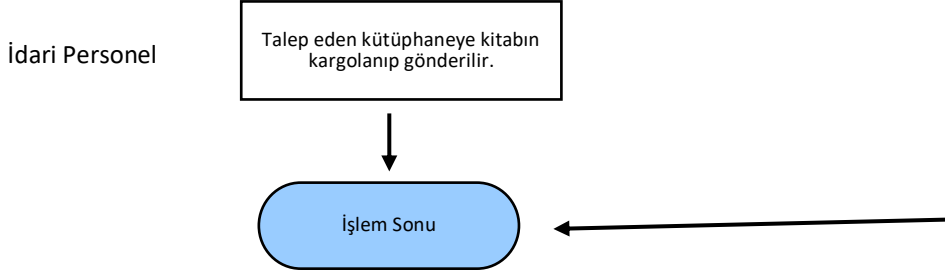 İdari Personel
Talep eden kütüphaneye kitabın
kargolanıp gönderilir.
İşlem Sonu